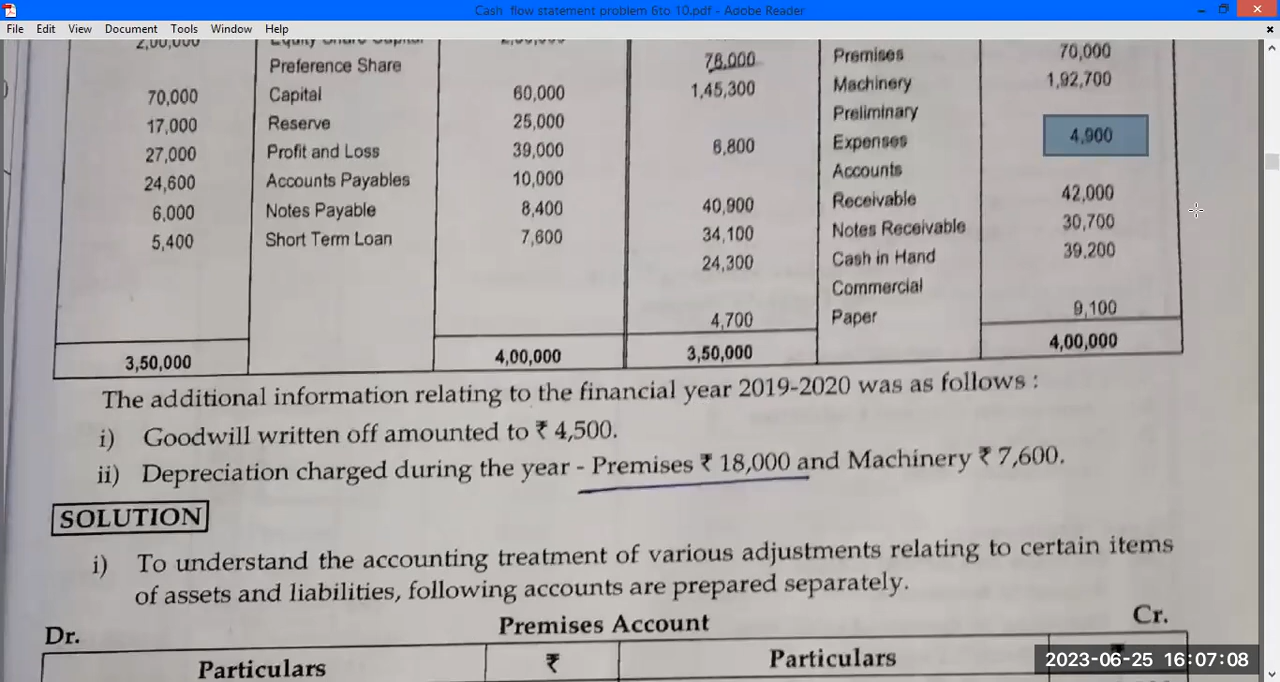 Cash flow statement problem 6to 10.pdf - Adobe Reader
File Edit View Document Tools Window Help
2,00,000 Equity Share Capital
78,000 Premises 70,000
Preference Share
70,000 Capital 60,000 1,45,300 Machinery 1,92,700
17,000 Reserve 25,000 Preliminary
27,000 Profit and Loss 39,000 6,800 Expenses 4,900
24,600 Accounts Payables 10,000 Accounts
6,000 Notes Payable 8,400 40,900 Receivable 42,000
5,400 Short Term Loan 7,600 34,100 Notes Receivable 30,700
24,300 Cash in Hand 39,200
Commercial
4,700 Paper 9,100
3,50,000 4,00,000 3,50,000 4,00,000
The additional information relating to the financial year 2019-2020 was as follows :
i) Goodwill written off amounted to ₹ 4,500.
ii) Depreciation charged during the year - Premises ₹ 18,000 and Machinery ₹ 7,600.
SOLUTION
i) To understand the accounting treatment of various adjustments relating to certain items
of assets and liabilities, following accounts are prepared separately.
Dr. Premises Account Cr.
Particulars ₹ Particulars
2023-06-25 16:07:08